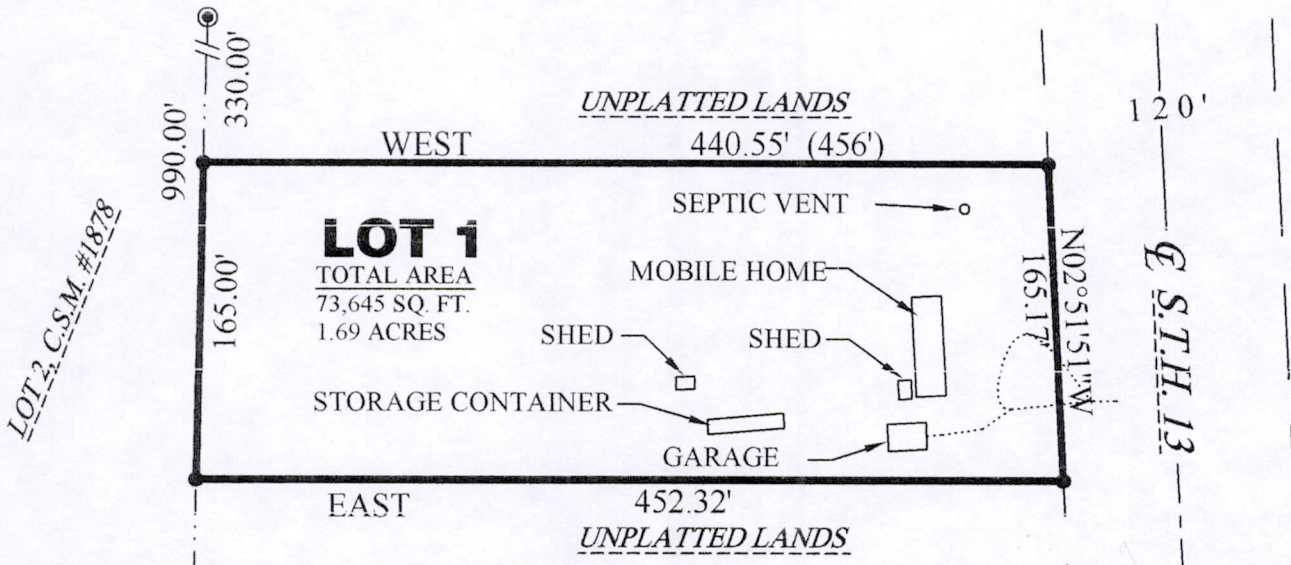 330.00'
990.00'
UNPLATTED LANDS
120'
WEST
440.55' (456')
SEPTIC VENT
LOT 1
TOTAL AREA
73,645 SQ. FT.
1.69 ACRES
MOBILE HOME
N02°51'51"W
165.17'
℄ S.T.H. 13
LOT 2, C.S.M. #1878
165.00'
SHED
SHED
STORAGE CONTAINER
GARAGE
EAST
452.32'
UNPLATTED LANDS